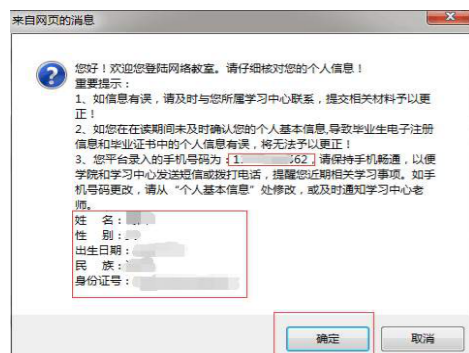 来自网页的消息
您好！欢迎您登陆网络教室。请仔细核对您的个人信息！
重要提示：
1、如信息有误，请及时与您所属学习中心联系，提交相关材料予以更
正！
2、如您在在读期间未及时确认您的个人基本信息,导致毕业生电子注册
信息和毕业证书中的个人信息有误，将无法予以更正！
3、您平台录入的手机号码为：1 562，请保持手机畅通，以便
学院和学习中心发送短信或拨打电话，提醒您近期相关学习事项。如手
机号码更改，请从“个人基本信息”处修改，或及时通知学习中心老
师。
姓 名：
性 别：
出生日期：
民 族：
身份证号：
确定
取消